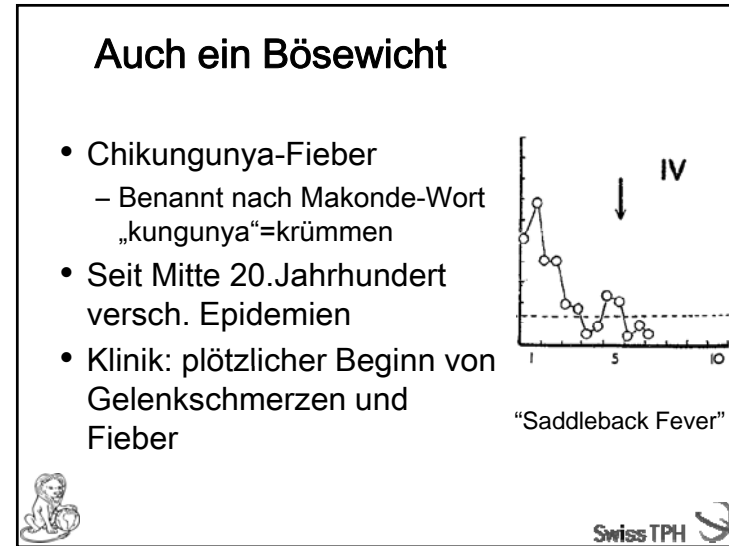 Auch ein Bösewicht
• Chikungunya-Fieber
– Benannt nach Makonde-Wort
„kungunya“=krümmen
• Seit Mitte 20.Jahrhundert
versch. Epidemien
• Klinik: plötzlicher Beginn von
Gelenkschmerzen und
Fieber
IV
1 5 10
“Saddleback Fever”
Swiss TPH